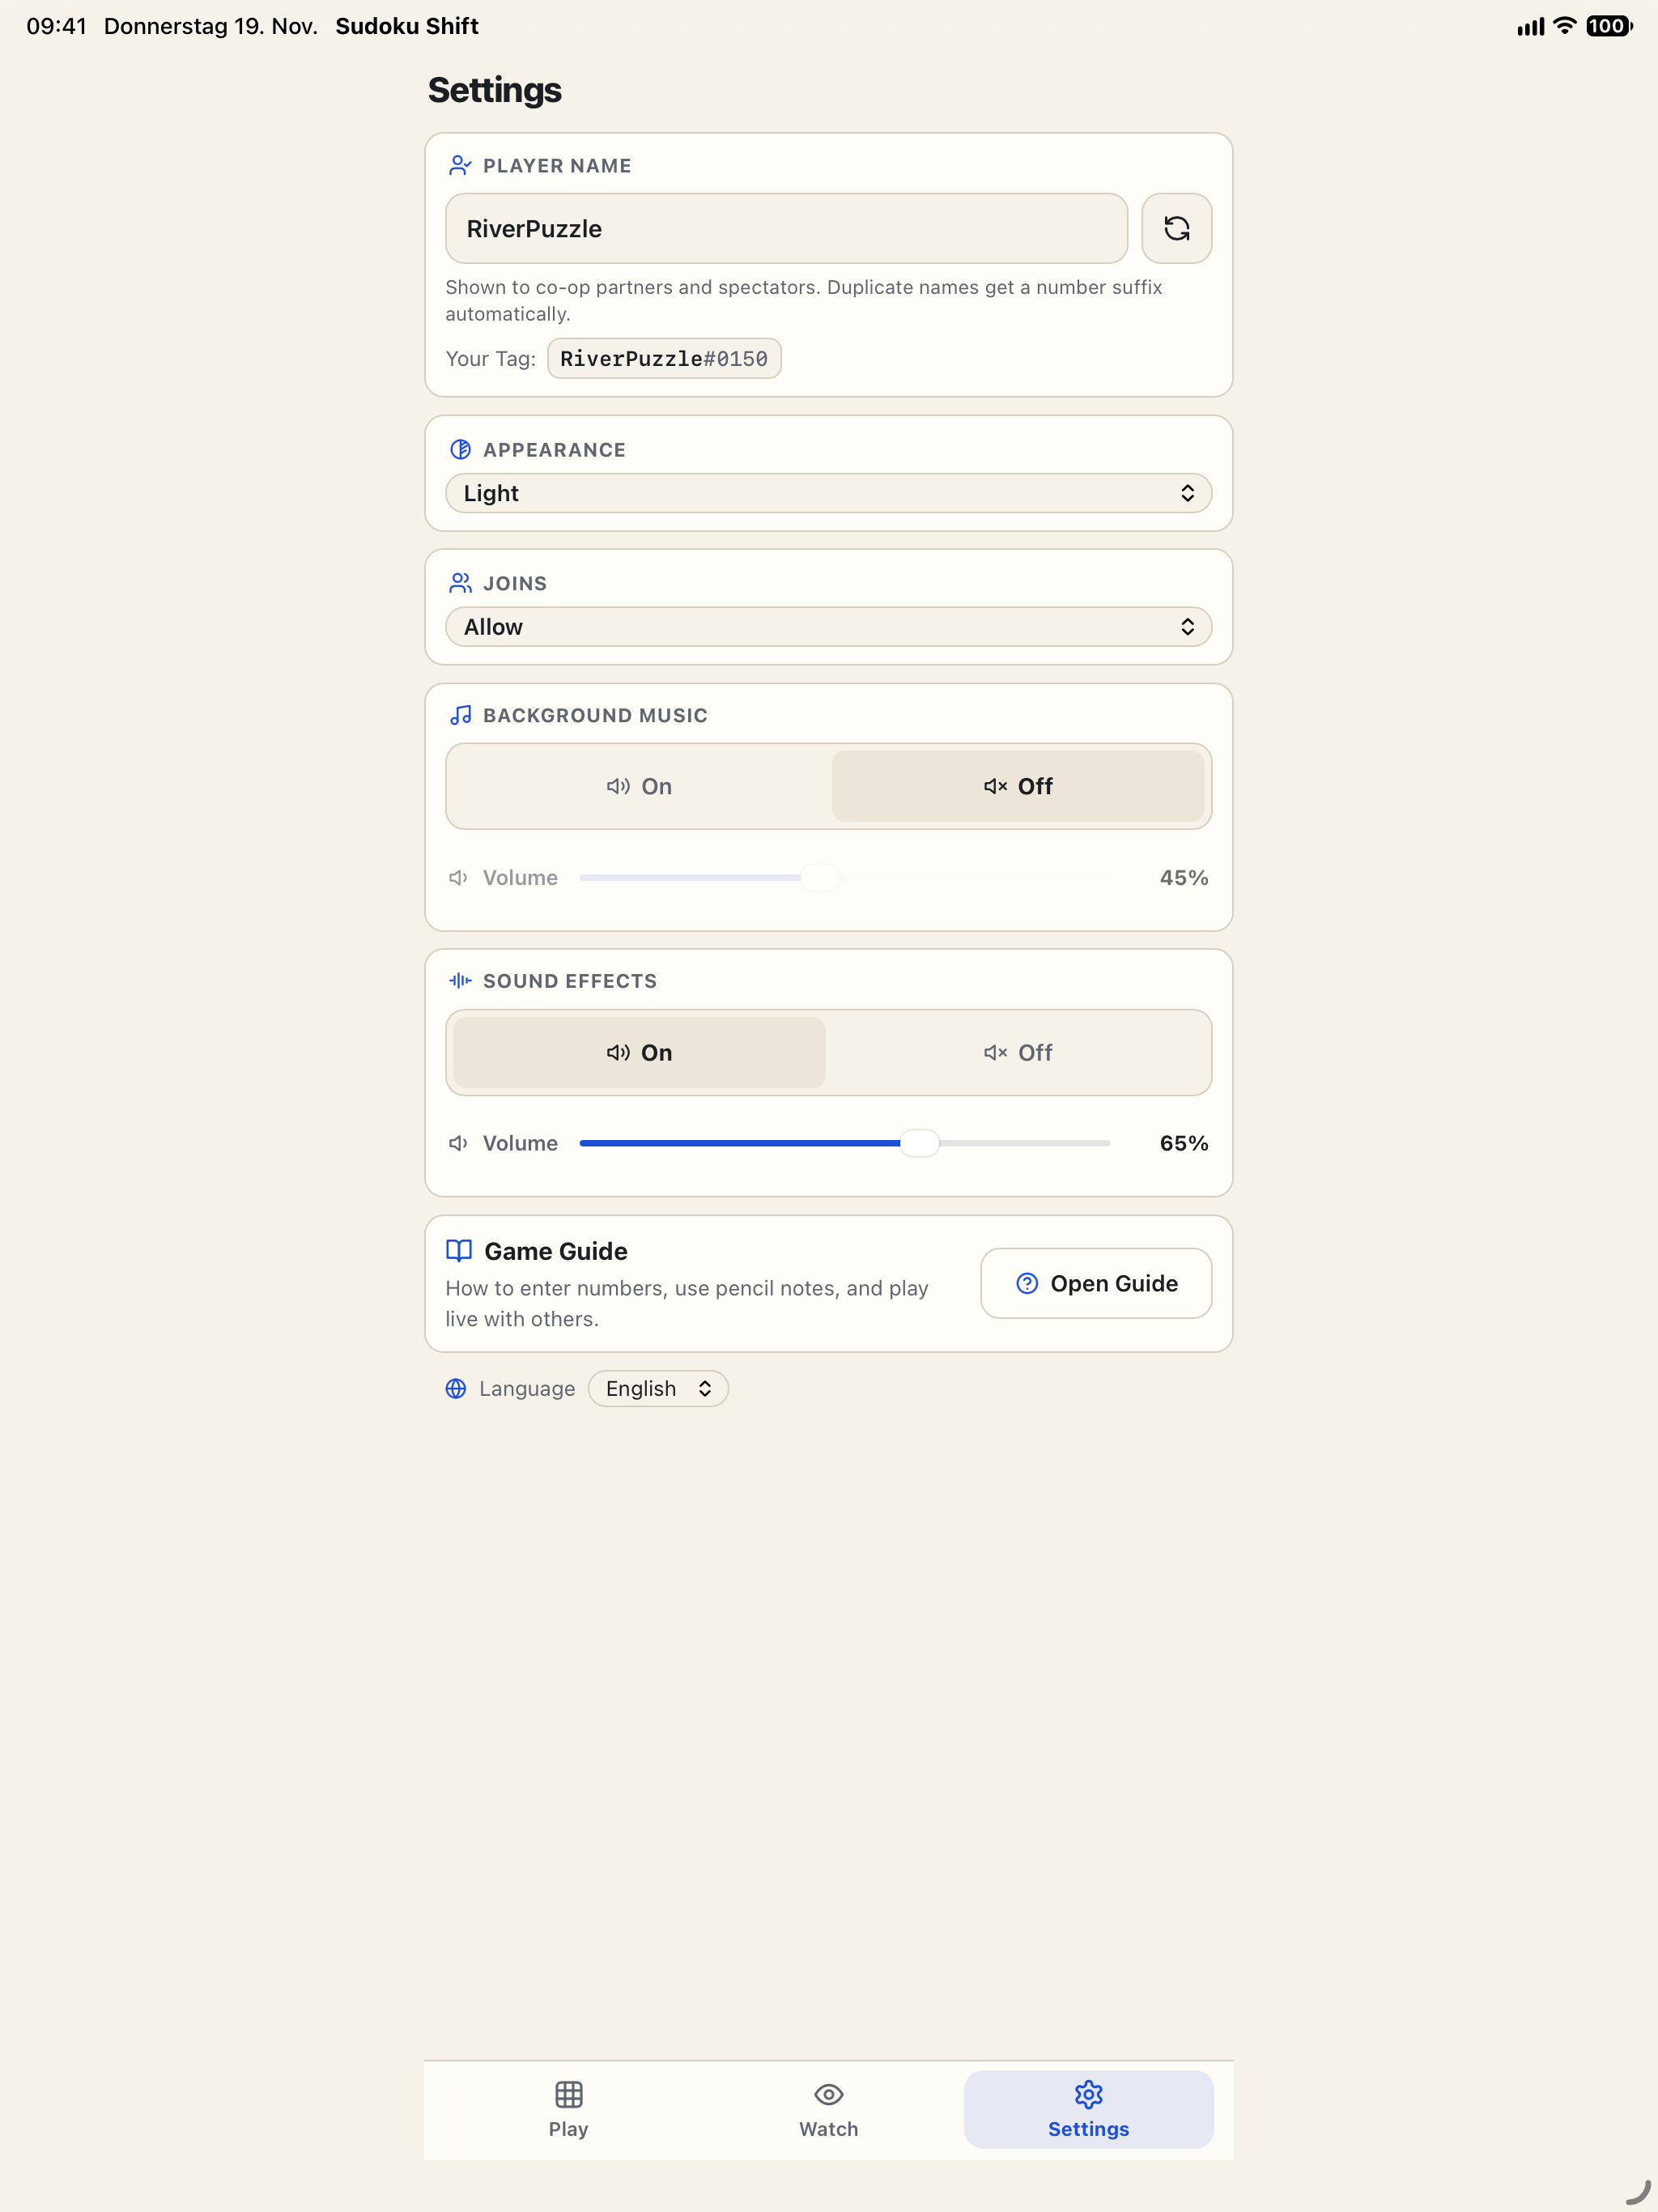 09:41 Donnerstag 19. Nov. Sudoku Shift 100
Settings
PLAYER NAME
RiverPuzzle
Shown to co-op partners and spectators. Duplicate names get a number suffix
automatically.
Your Tag: RiverPuzzle#0150
APPEARANCE
Light
JOINS
Allow
BACKGROUND MUSIC
On Off
Volume 45%
SOUND EFFECTS
On Off
Volume 65%
Game Guide
How to enter numbers, use pencil notes, and play
live with others.
Open Guide
Language English
Play Watch Settings